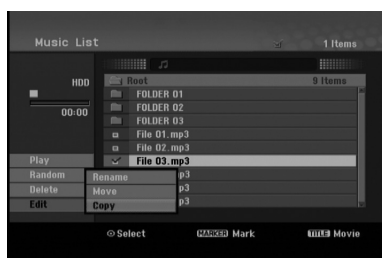 Music List
1 Items
HDD
Root
9 Items
FOLDER 01
FOLDER 02
00:00
FOLDER 03
File 01.mp3
File 02.mp3
Play
File 03.mp3
Random
Rename
p3
Delete
Move
p3
Edit
Copy
p3
Select
MARKER Mark
TITLE Movie